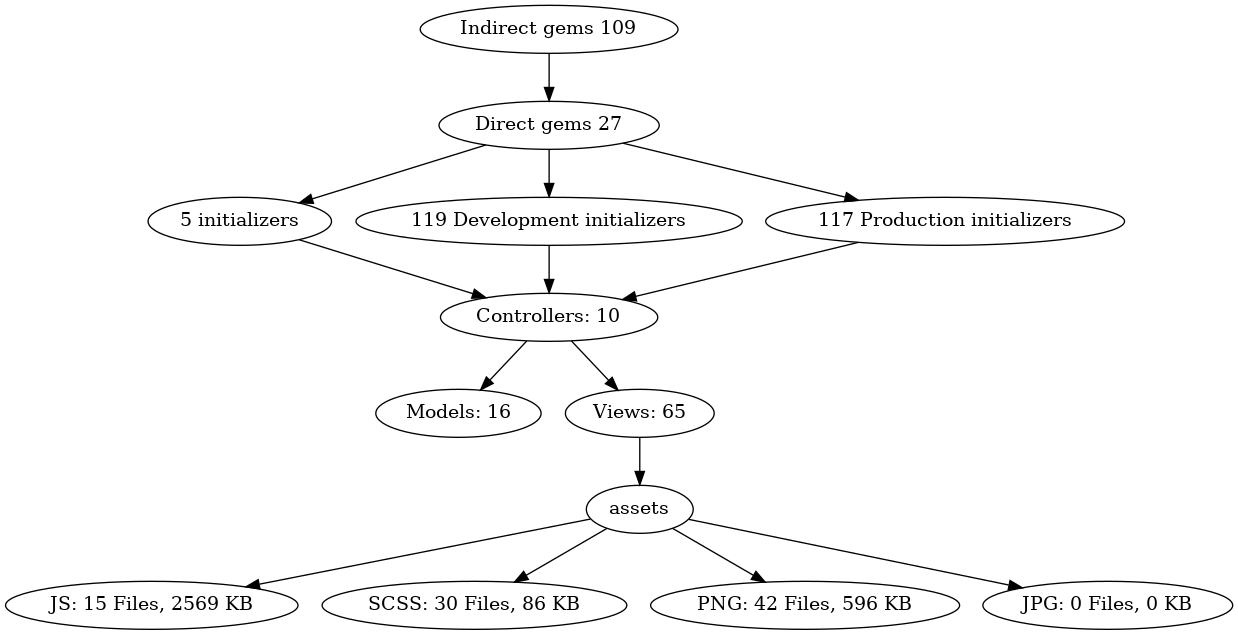 Indirect gems 109
Direct gems 27
5 initializers
119 Development initializers
117 Production initializers
Controllers: 10
Models: 16
Views: 65
assets
JS: 15 Files, 2569 KB
SCSS: 30 Files, 86 KB
PNG: 42 Files, 596 KB
JPG: 0 Files, 0 KB